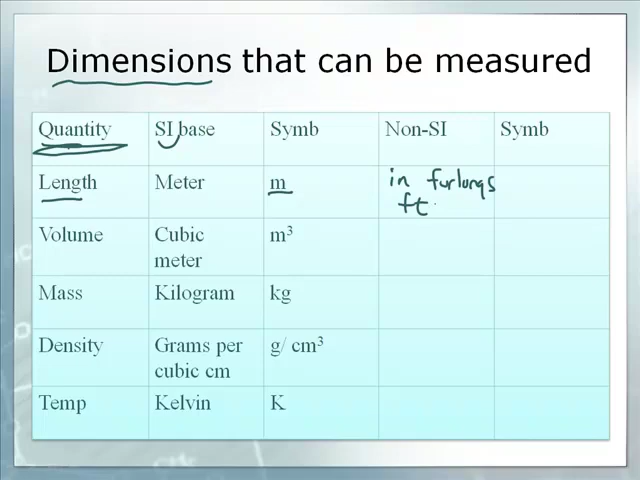 Dimensions that can be measured
Quantity SI base Symb Non-SI Symb
Length Meter m in furlongs
ft
Volume Cubic meter m³
Mass Kilogram kg
Density Grams per cubic cm g/ cm³
Temp Kelvin K